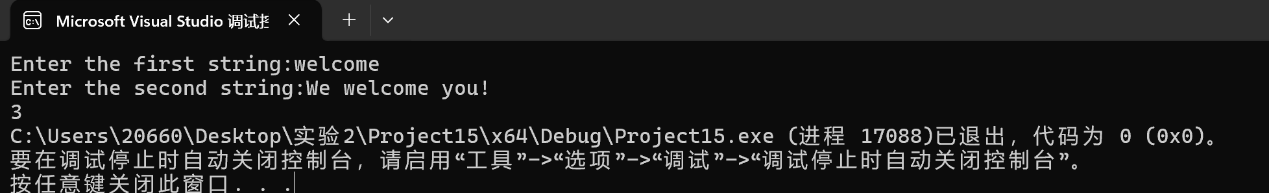 Microsoft Visual Studio 调试控
Enter the first string:welcome
Enter the second string:We welcome you!
3
C:\Users\20660\Desktop\实验2\Project15\x64\Debug\Project15.exe (进程 17088)已退出，代码为 0 (0x0)。
要在调试停止时自动关闭控制台，请启用“工具”->“选项”->“调试”->“调试停止时自动关闭控制台”。
按任意键关闭此窗口. . .